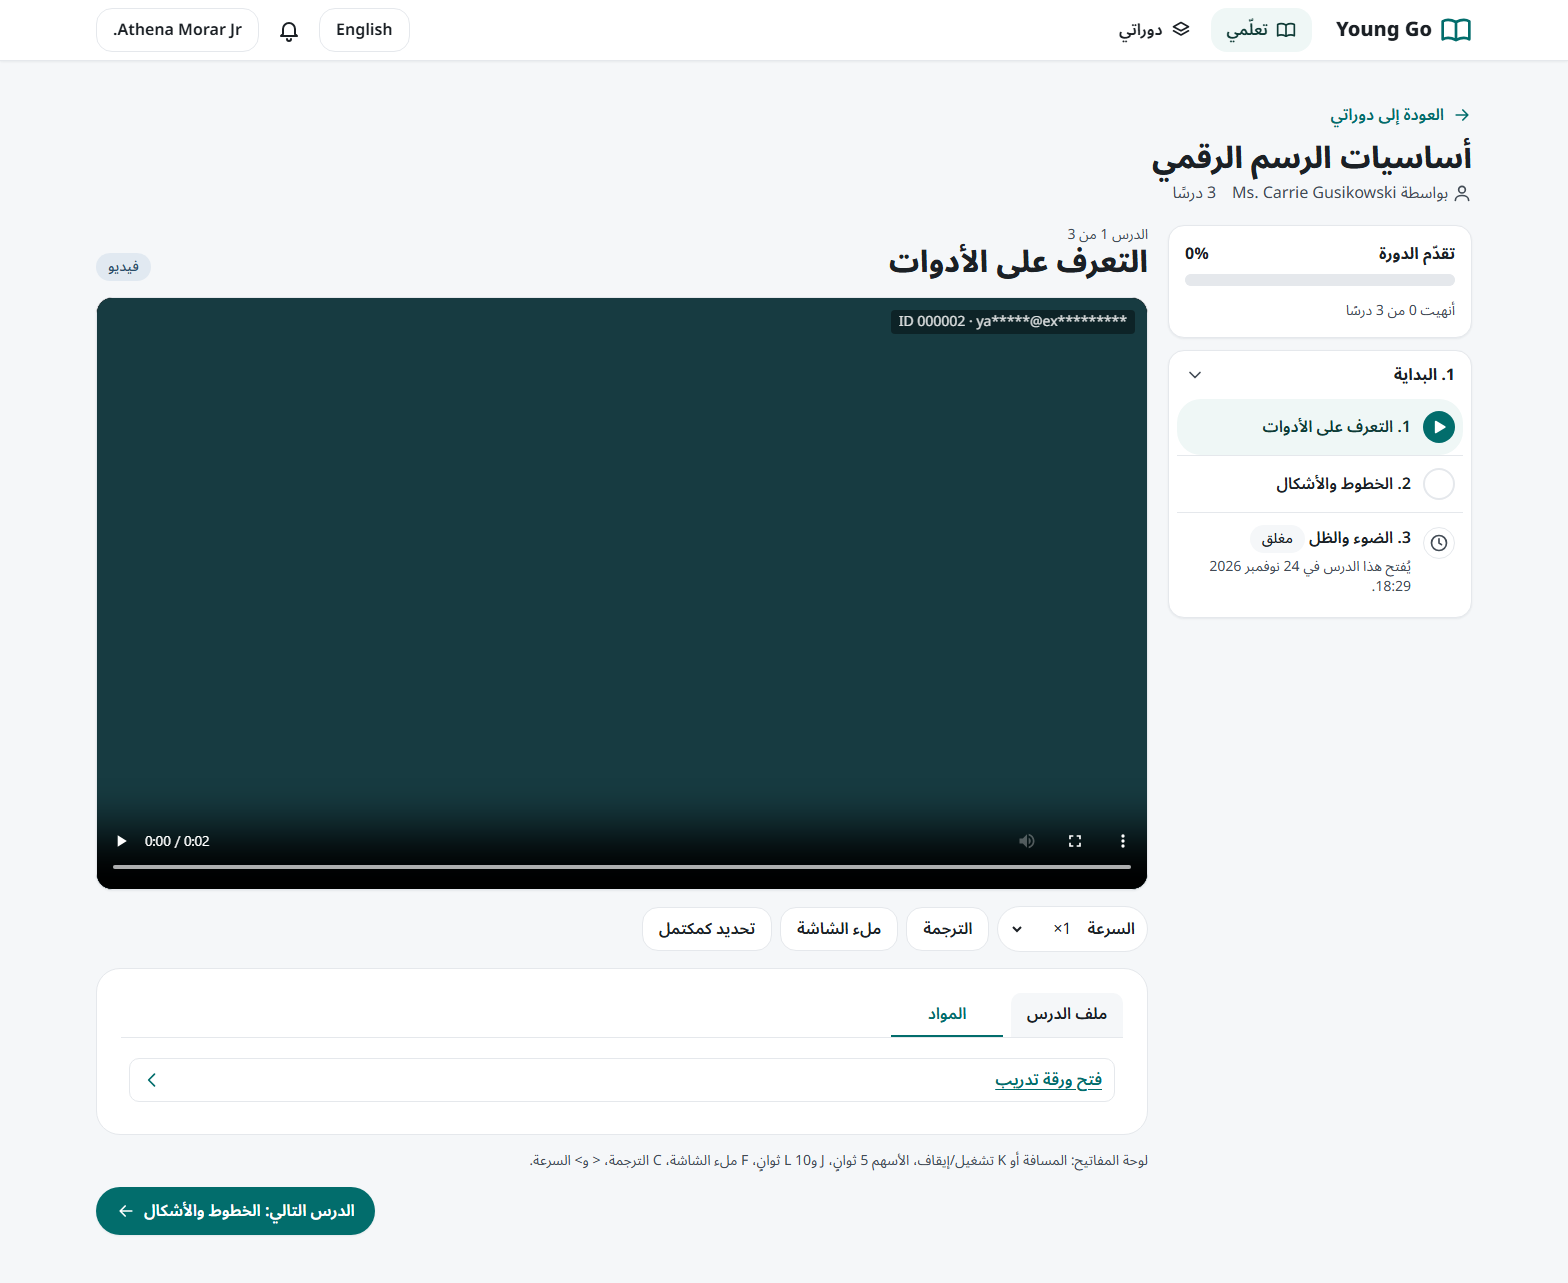 Young Go
تعلّمي
دوراتي
English
Athena Morar Jr.
العودة إلى دوراتي
أساسيات الرسم الرقمي
بواسطة Ms. Carrie Gusikowski
3 درسًا
تقدّم الدورة
0%
أنهيت 0 من 3 درسًا
1. البداية
1. التعرف على الأدوات
2. الخطوط والأشكال
3. الضوء والظل
مغلق
يُفتح هذا الدرس في 24 نوفمبر 2026
18:29.
الدرس 1 من 3
التعرف على الأدوات
فيديو
ID 000002 · ya*****@ex*********
0:00 / 0:02
السرعة
1×
الترجمة
ملء الشاشة
تحديد كمكتمل
ملف الدرس
المواد
فتح ورقة تدريب
لوحة المفاتيح: المسافة أو K تشغيل/إيقاف، الأسهم 5 ثوانٍ، J وL 10 ثوانٍ، F ملء الشاشة، C الترجمة، < و> السرعة.
الدرس التالي: الخطوط والأشكال